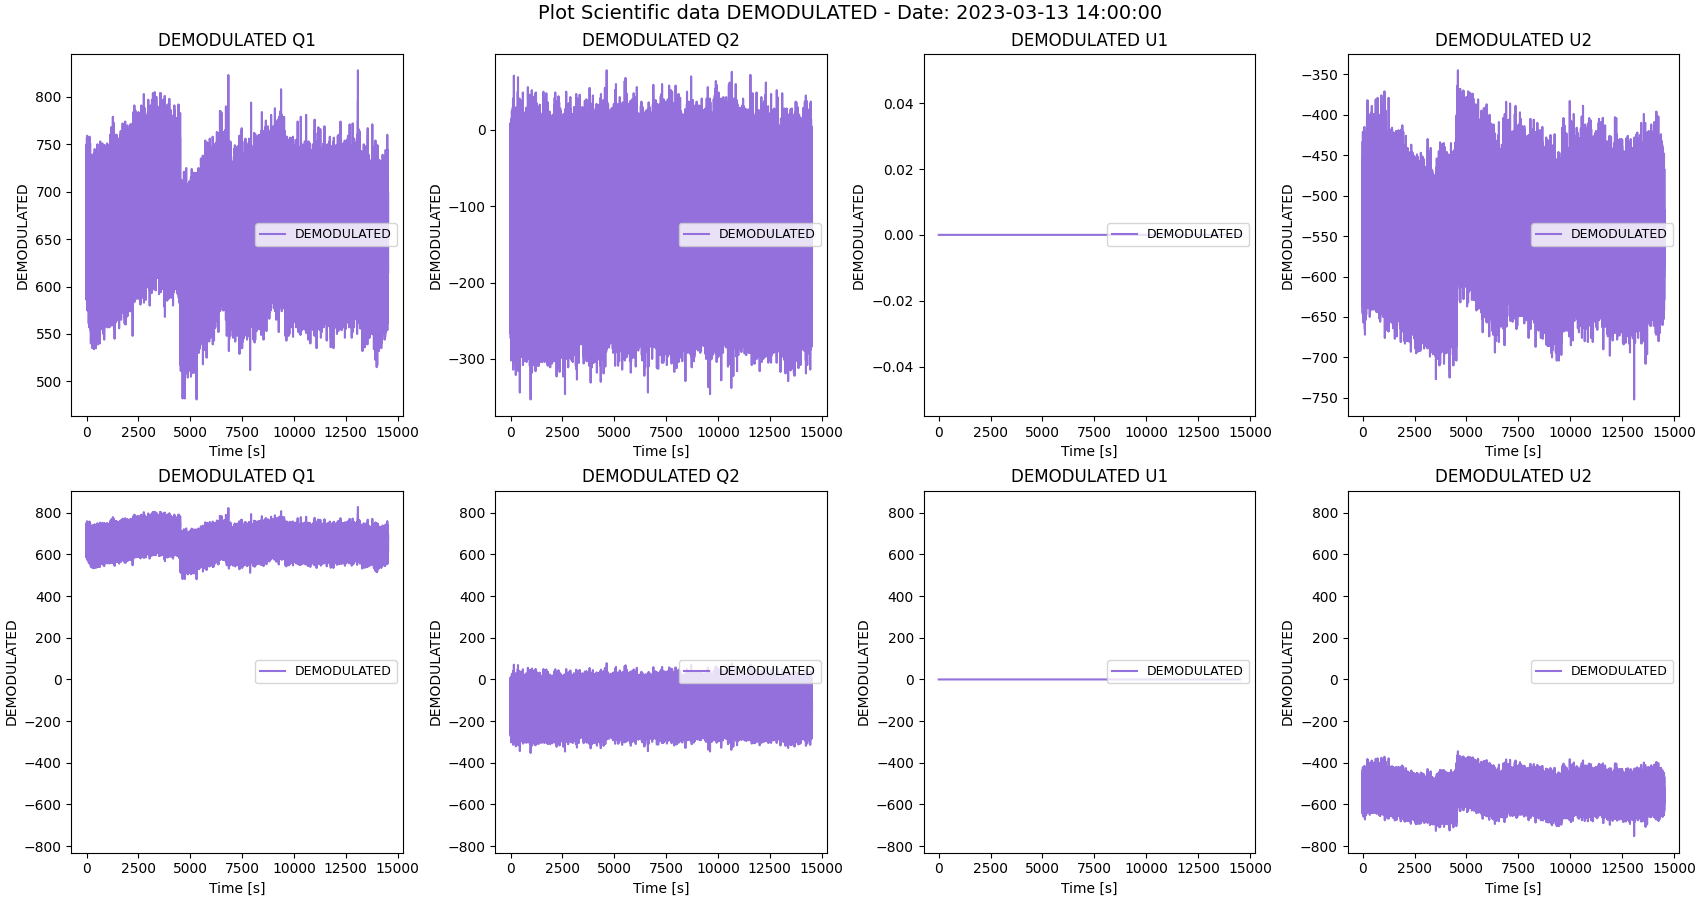 Plot Scientific data DEMODULATED - Date: 2023-03-13 14:00:00
DEMODULATED Q1
DEMODULATED
800
750
700
650
600
550
500
0 2500 5000 7500 10000 12500 15000
Time [s]
DEMODULATED
DEMODULATED Q2
DEMODULATED
0
−100
−200
−300
0 2500 5000 7500 10000 12500 15000
Time [s]
DEMODULATED
DEMODULATED U1
DEMODULATED
0.04
0.02
0.00
−0.02
−0.04
0 2500 5000 7500 10000 12500 15000
Time [s]
DEMODULATED
DEMODULATED U2
DEMODULATED
−350
−400
−450
−500
−550
−600
−650
−700
−750
0 2500 5000 7500 10000 12500 15000
Time [s]
DEMODULATED
DEMODULATED Q1
DEMODULATED
800
600
400
200
0
−200
−400
−600
−800
0 2500 5000 7500 10000 12500 15000
Time [s]
DEMODULATED
DEMODULATED Q2
DEMODULATED
800
600
400
200
0
−200
−400
−600
−800
0 2500 5000 7500 10000 12500 15000
Time [s]
DEMODULATED
DEMODULATED U1
DEMODULATED
800
600
400
200
0
−200
−400
−600
−800
0 2500 5000 7500 10000 12500 15000
Time [s]
DEMODULATED
DEMODULATED U2
DEMODULATED
800
600
400
200
0
−200
−400
−600
−800
0 2500 5000 7500 10000 12500 15000
Time [s]
DEMODULATED